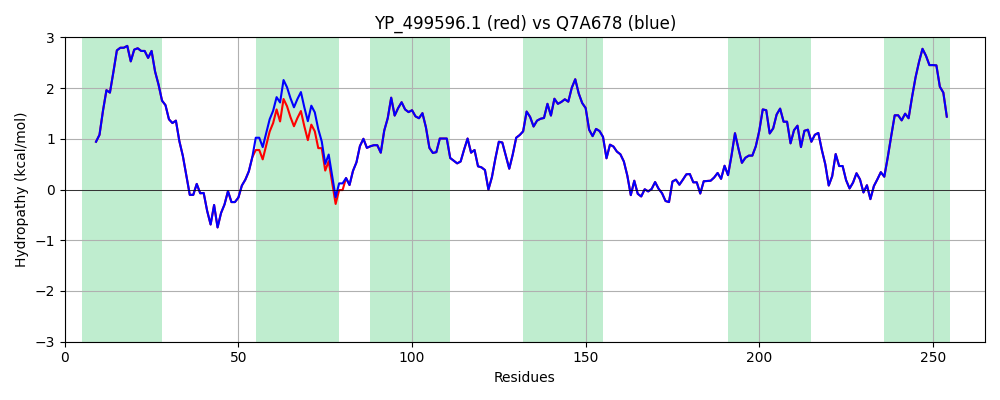 YP_499596.1 (red) vs Q7A678 (blue)
Hydropathy (kcal/mol)
3
2
1
0
−1
−2
−3
0 50 100 150 200 250
Residues